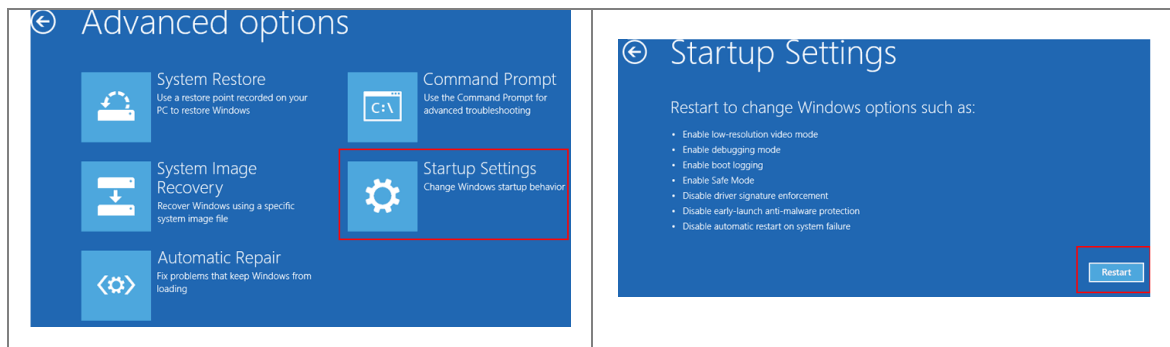 Advanced options
System Restore
Use a restore point recorded on your
PC to restore Windows
Command Prompt
Use the Command Prompt for
advanced troubleshooting
C:\
System Image
Recovery
Recover Windows using a specific
system image file
Startup Settings
Change Windows startup behavior
Automatic Repair
Fix problems that keep Windows from
loading
Startup Settings
Restart to change Windows options such as:
• Enable low-resolution video mode
• Enable debugging mode
• Enable boot logging
• Enable Safe Mode
• Disable driver signature enforcement
• Disable early-launch anti-malware protection
• Disable automatic restart on system failure
Restart